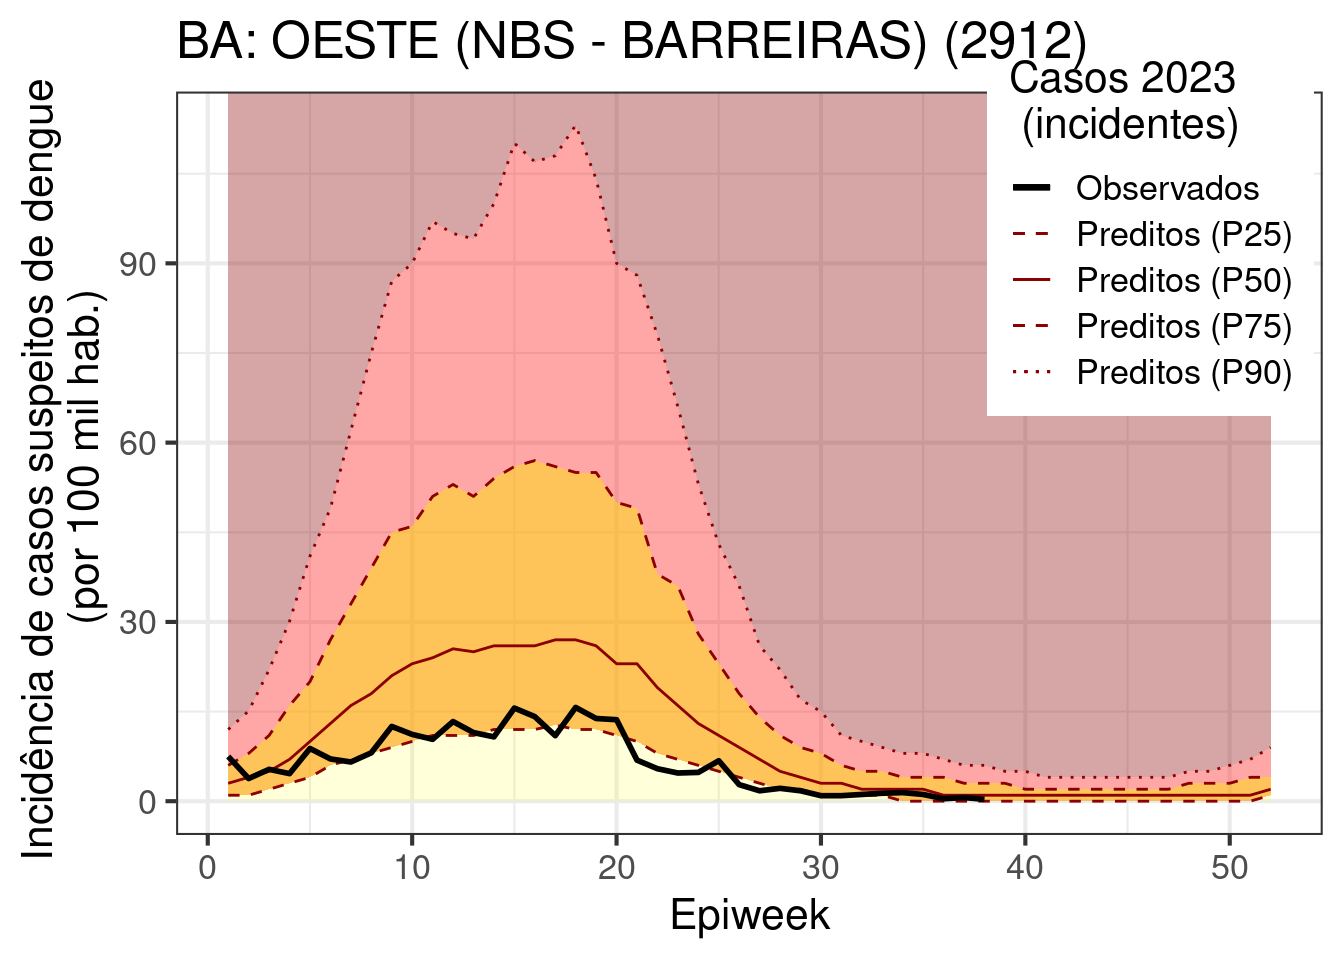 BA: OESTE (NBS - BARREIRAS) (2912)
Casos 2023
(incidentes)
Observados
Preditos (P25)
Preditos (P50)
Preditos (P75)
Preditos (P90)
Incidência de casos suspeitos de dengue
(por 100 mil hab.)
90
60
30
0
0 10 20 30 40 50
Epiweek